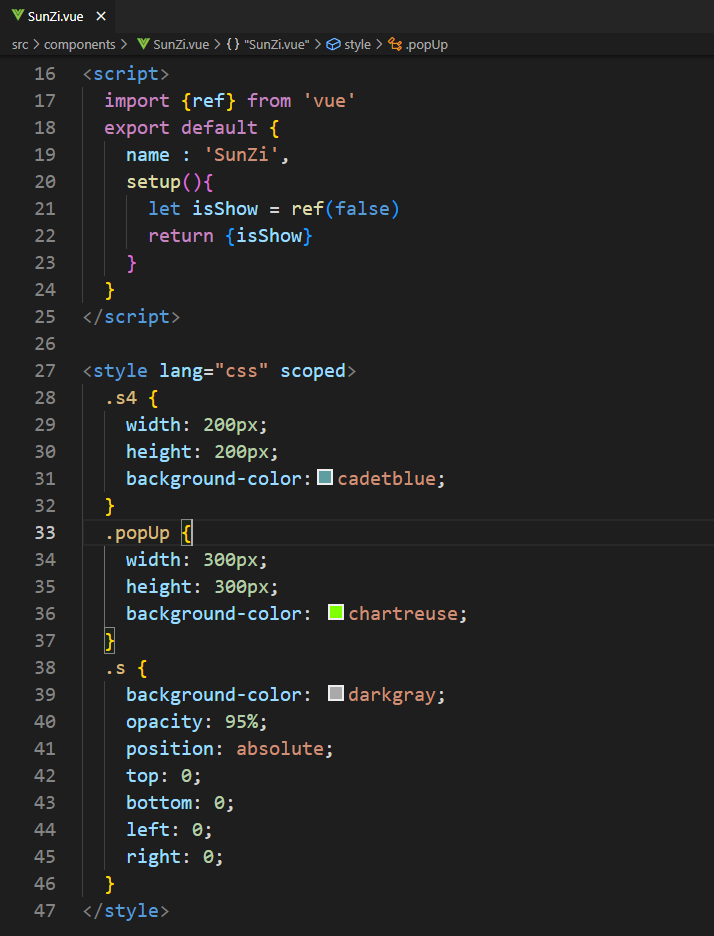 SunZi.vue ×
src > components > SunZi.vue > {} "SunZi.vue" > style > .popUp
16 <script>
17 import {ref} from 'vue'
18 export default {
19 name : 'SunZi',
20 setup(){
21 let isShow = ref(false)
22 return {isShow}
23 }
24 }
25 </script>
26
27 <style lang="css" scoped>
28 .s4 {
29 width: 200px;
30 height: 200px;
31 background-color: cadetblue;
32 }
33 .popUp {
34 width: 300px;
35 height: 300px;
36 background-color: chartreuse;
37 }
38 .s {
39 background-color: darkgray;
40 opacity: 95%;
41 position: absolute;
42 top: 0;
43 bottom: 0;
44 left: 0;
45 right: 0;
46 }
47 </style>